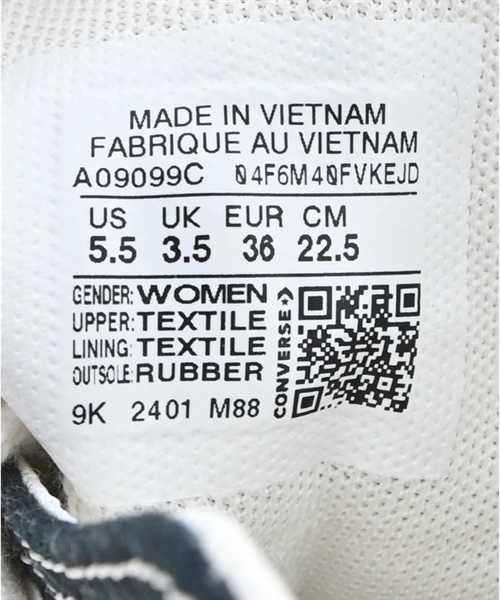 MADE IN VIETNAM
FABRIQUE AU VIETNAM
A09099C 04F6M40FVKEJD
US UK EUR CM
5.5 3.5 36 22.5
GENDER: WOMEN
UPPER: TEXTILE
LINING: TEXTILE
OUTSOLE: RUBBER
9K 2401 M88
CONVERSE